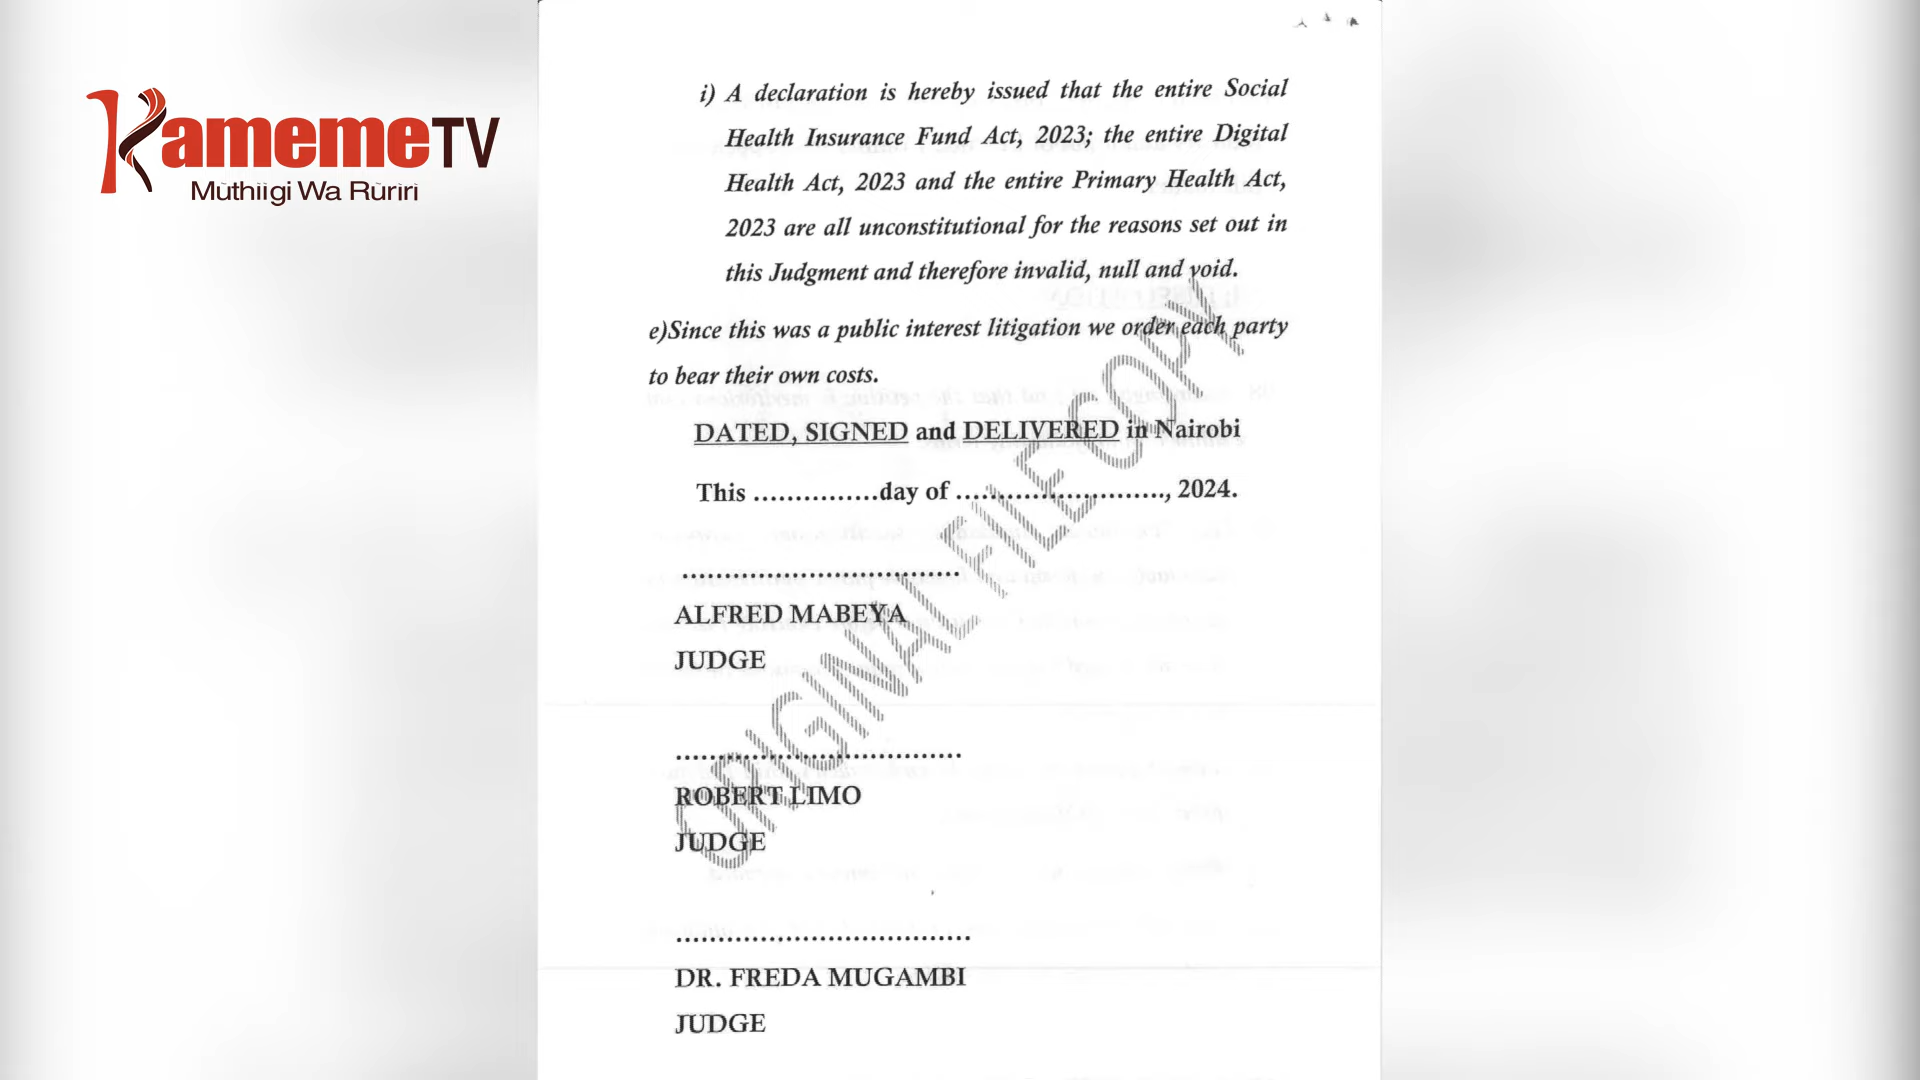 KamemeTV
Mũthiigi Wa Rũrĩrĩ
i) A declaration is hereby issued that the entire Social
Health Insurance Fund Act, 2023; the entire Digital
Health Act, 2023 and the entire Primary Health Act,
2023 are all unconstitutional for the reasons set out in
this Judgment and therefore invalid, null and void.
e)Since this was a public interest litigation we order each party
to bear their own costs.
DATED, SIGNED and DELIVERED in Nairobi
This ...............day of ........................., 2024.
.................................
ALFRED MABEYA
JUDGE
..................................
ROBERT LIMO
JUDGE
...................................
DR. FREDA MUGAMBI
JUDGE
ORIGINAL FILE COPY